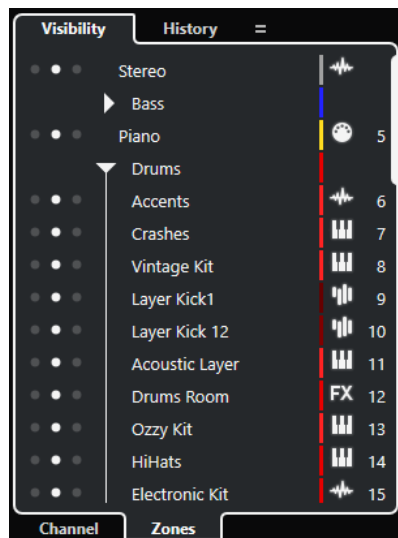 Visibility History =
Stereo
Bass
Piano 5
Drums
Accents 6
Crashes 7
Vintage Kit 8
Layer Kick1 9
Layer Kick 12 10
Acoustic Layer 11
Drums Room FX 12
Ozzy Kit 13
HiHats 14
Electronic Kit 15
Channel Zones